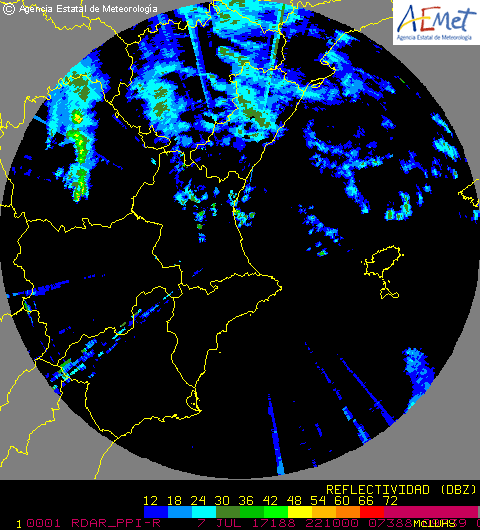 © Agencia Estatal de Meteorología
AEmet
Agencia Estatal de Meteorología
REFLECTIVIDAD (DBZ)
12 18 24 30 36 42 48 54 60 66 72
1 0001 RDAR_PPI-R 7 JUL 17188 221000 07388